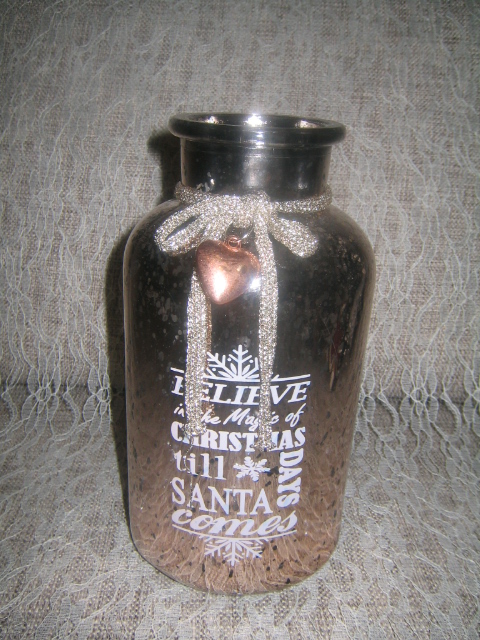 BELIEVE
in the Magic of
CHRISTMAS
till
DAYS
SANTA
comes